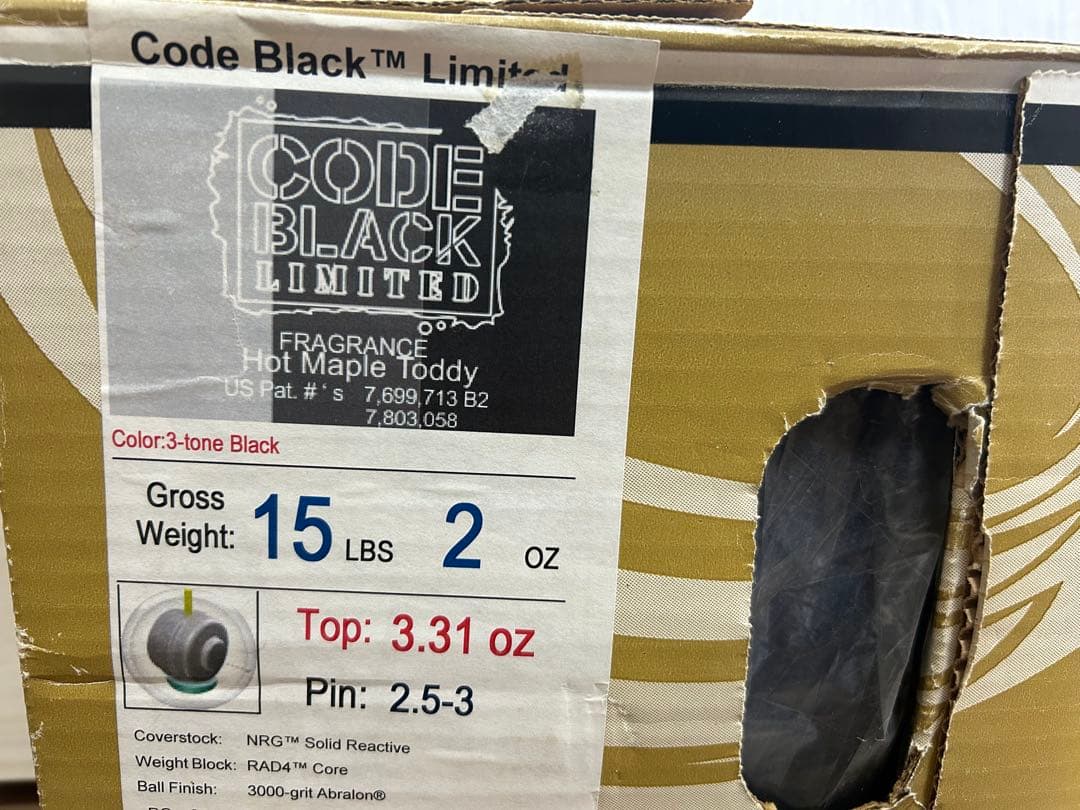 Code Black™ Limited
CODE
BLACK
LIMITED
FRAGRANCE
Hot Maple Toddy
US Pat. #‘s 7,699,713 B2
7,803,058
Color:3-tone Black
Gross
Weight: 15 LBS 2 OZ
Top: 3.31 oz
Pin: 2.5-3
Coverstock: NRG™ Solid Reactive
Weight Block: RAD4™ Core
Ball Finish: 3000-grit Abralon®